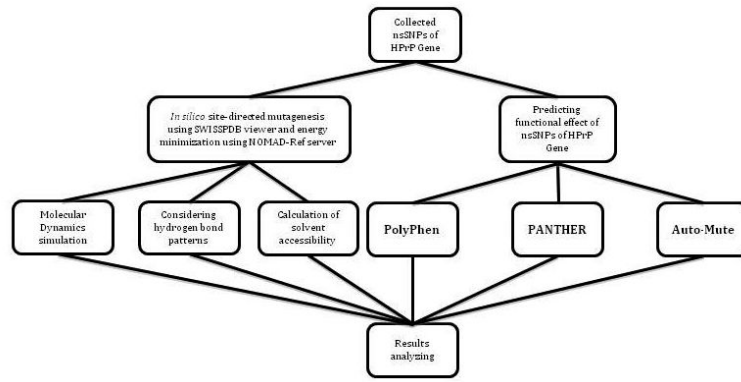 Collected
nsSNPs of
HPrP Gene
In silico site-directed mutagenesis
using SWISSPDB viewer and energy
minimization using NOMAD-Ref server
Predicting
functional effect of
nsSNPs of HPrP
Gene
Molecular
Dynamics
simulation
Considering
hydrogen bond
patterns
Calculation of
solvent
accessibility
PolyPhen
PANTHER
Auto-Mute
Results
analyzing